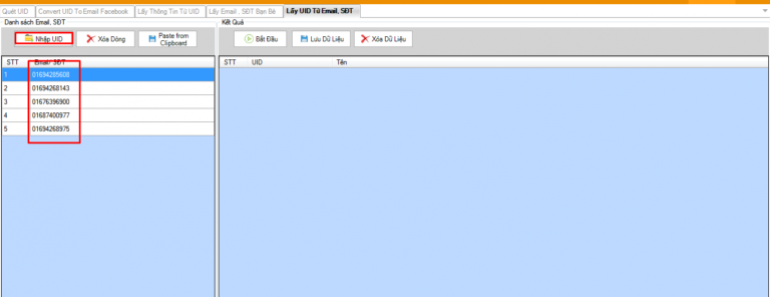 Quét UID Convert UID To Email Facebook Lấy Thông Tin Từ UID Lấy Email , SĐT Bạn Bè Lấy UID Từ Email, SĐT
Danh sách Email, SĐT
Nhập UID Xóa Dòng Paste from Clipboard
STT Email/ SĐT
1 01694285608
2 01694268143
3 01676396900
4 01687400977
5 01694268975
Kết Quả
Bắt Đầu Lưu Dữ Liệu Xóa Dữ Liệu
STT UID Tên